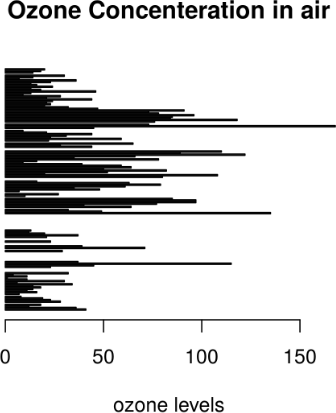 Ozone Concenteration in air
0 50 100 150
ozone levels